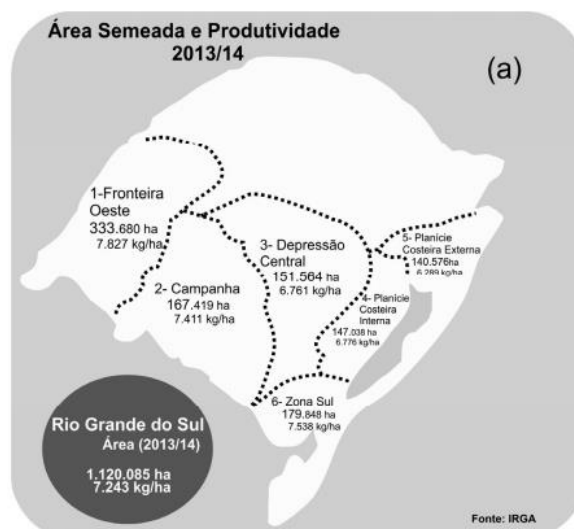 Área Semeada e Produtividade
2013/14
(a)
1-Fronteira
Oeste
333.680 ha
7.827 kg/ha
2- Campanha
167.419 ha
7.411 kg/ha
3- Depressão
Central
151.564 ha
6.761 kg/ha
5- Planície
Costeira Externa
140.576ha
6.289 kg/ha
4- Planície
Costeira
Interna
147.038 ha
6.776 kg/ha
6- Zona Sul
179.848 ha
7.538 kg/ha
Rio Grande do Sul
Área (2013/14)
1.120.085 ha
7.243 kg/ha
Fonte: IRGA